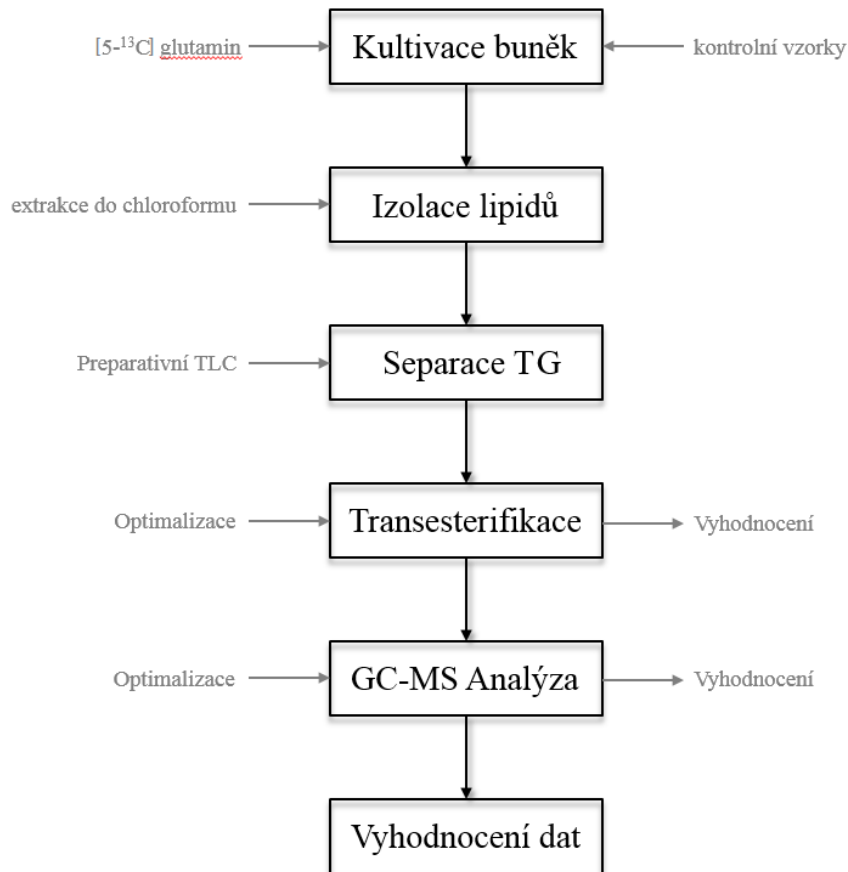 [5-¹³C] glutamin
Kultivace buněk
kontrolní vzorky
extrakce do chloroformu
Izolace lipidů
Preparativní TLC
Separace TG
Optimalizace
Transesterifikace
Vyhodnocení
Optimalizace
GC-MS Analýza
Vyhodnocení
Vyhodnocení dat